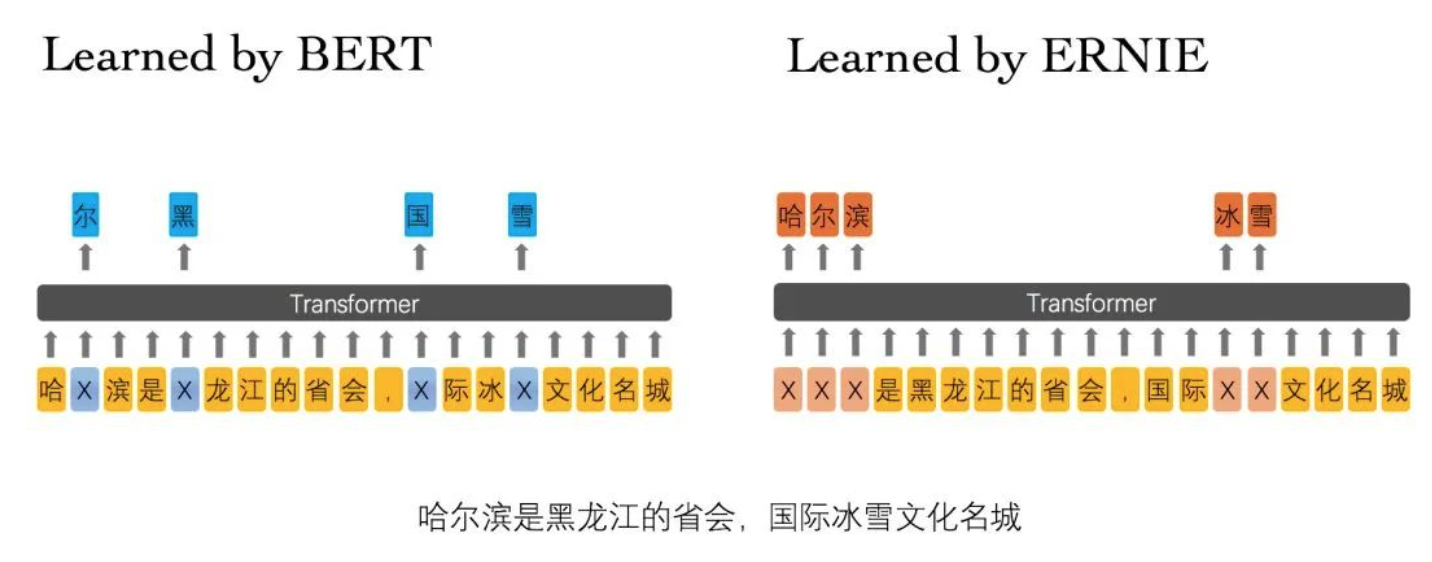 Learned by BERT
Learned by ERNIE
尔 黑 国 雪
哈 尔 滨 冰 雪
Transformer
Transformer
哈 X 滨 是 X 龙 江 的 省 会 , X 际 冰 X 文 化 名 城
X X X 是 黑 龙 江 的 省 会 , 国 际 X X 文 化 名 城
哈尔滨是黑龙江的省会，国际冰雪文化名城